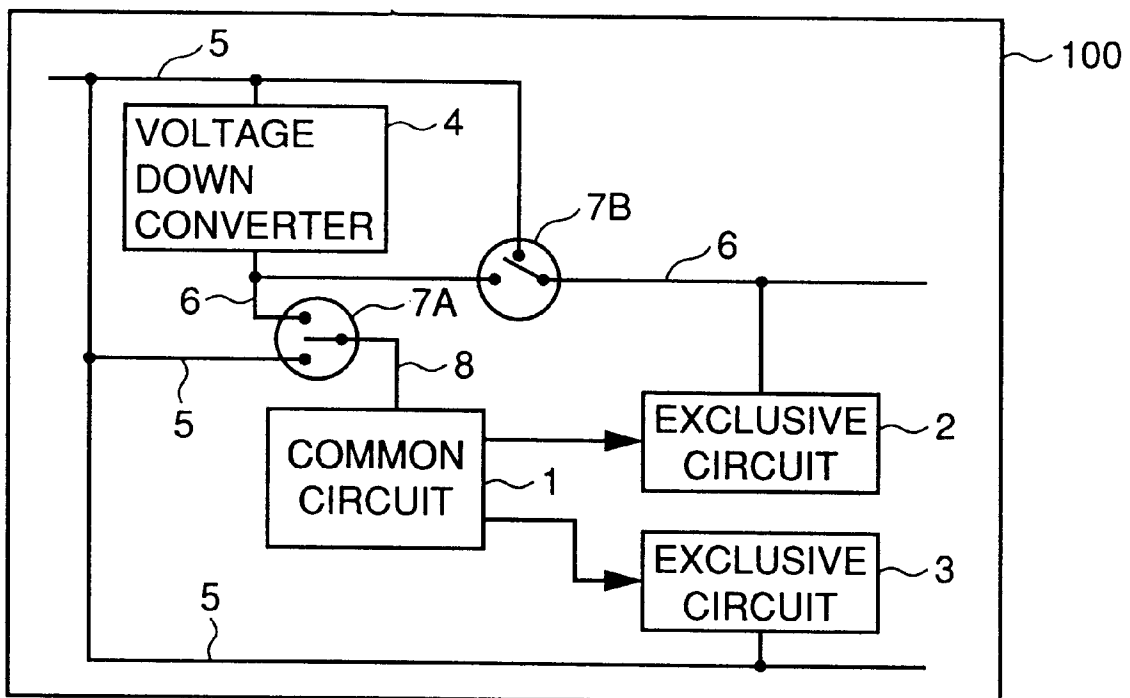 5
100
VOLTAGE
DOWN
CONVERTER
4
7B
6
6
7A
5
8
COMMON
CIRCUIT
1
EXCLUSIVE
CIRCUIT
2
EXCLUSIVE
CIRCUIT
3
5